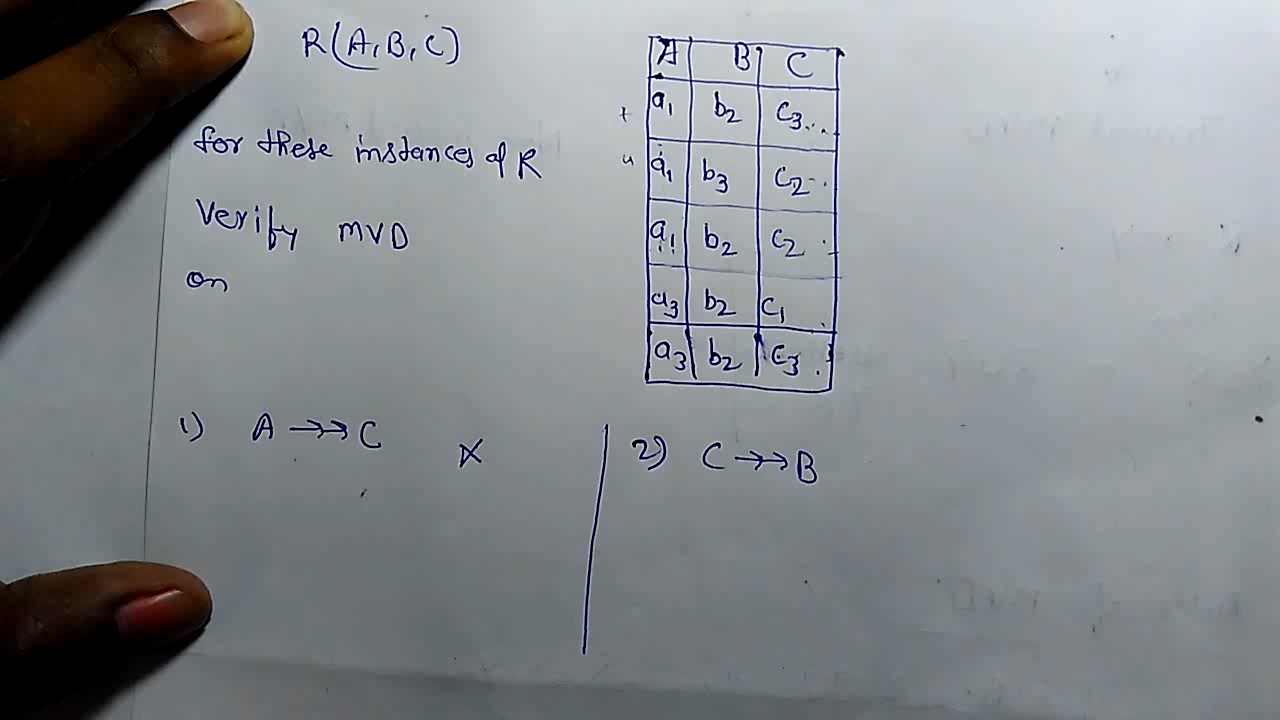 R(A, B, C)
for these instances of R
Verify MVD
on
A B C
a1 b2 c3
a1 b3 c2
a1 b2 c2
a3 b2 c1
a3 b2 c3
1) A →→ C X
2) C →→ B